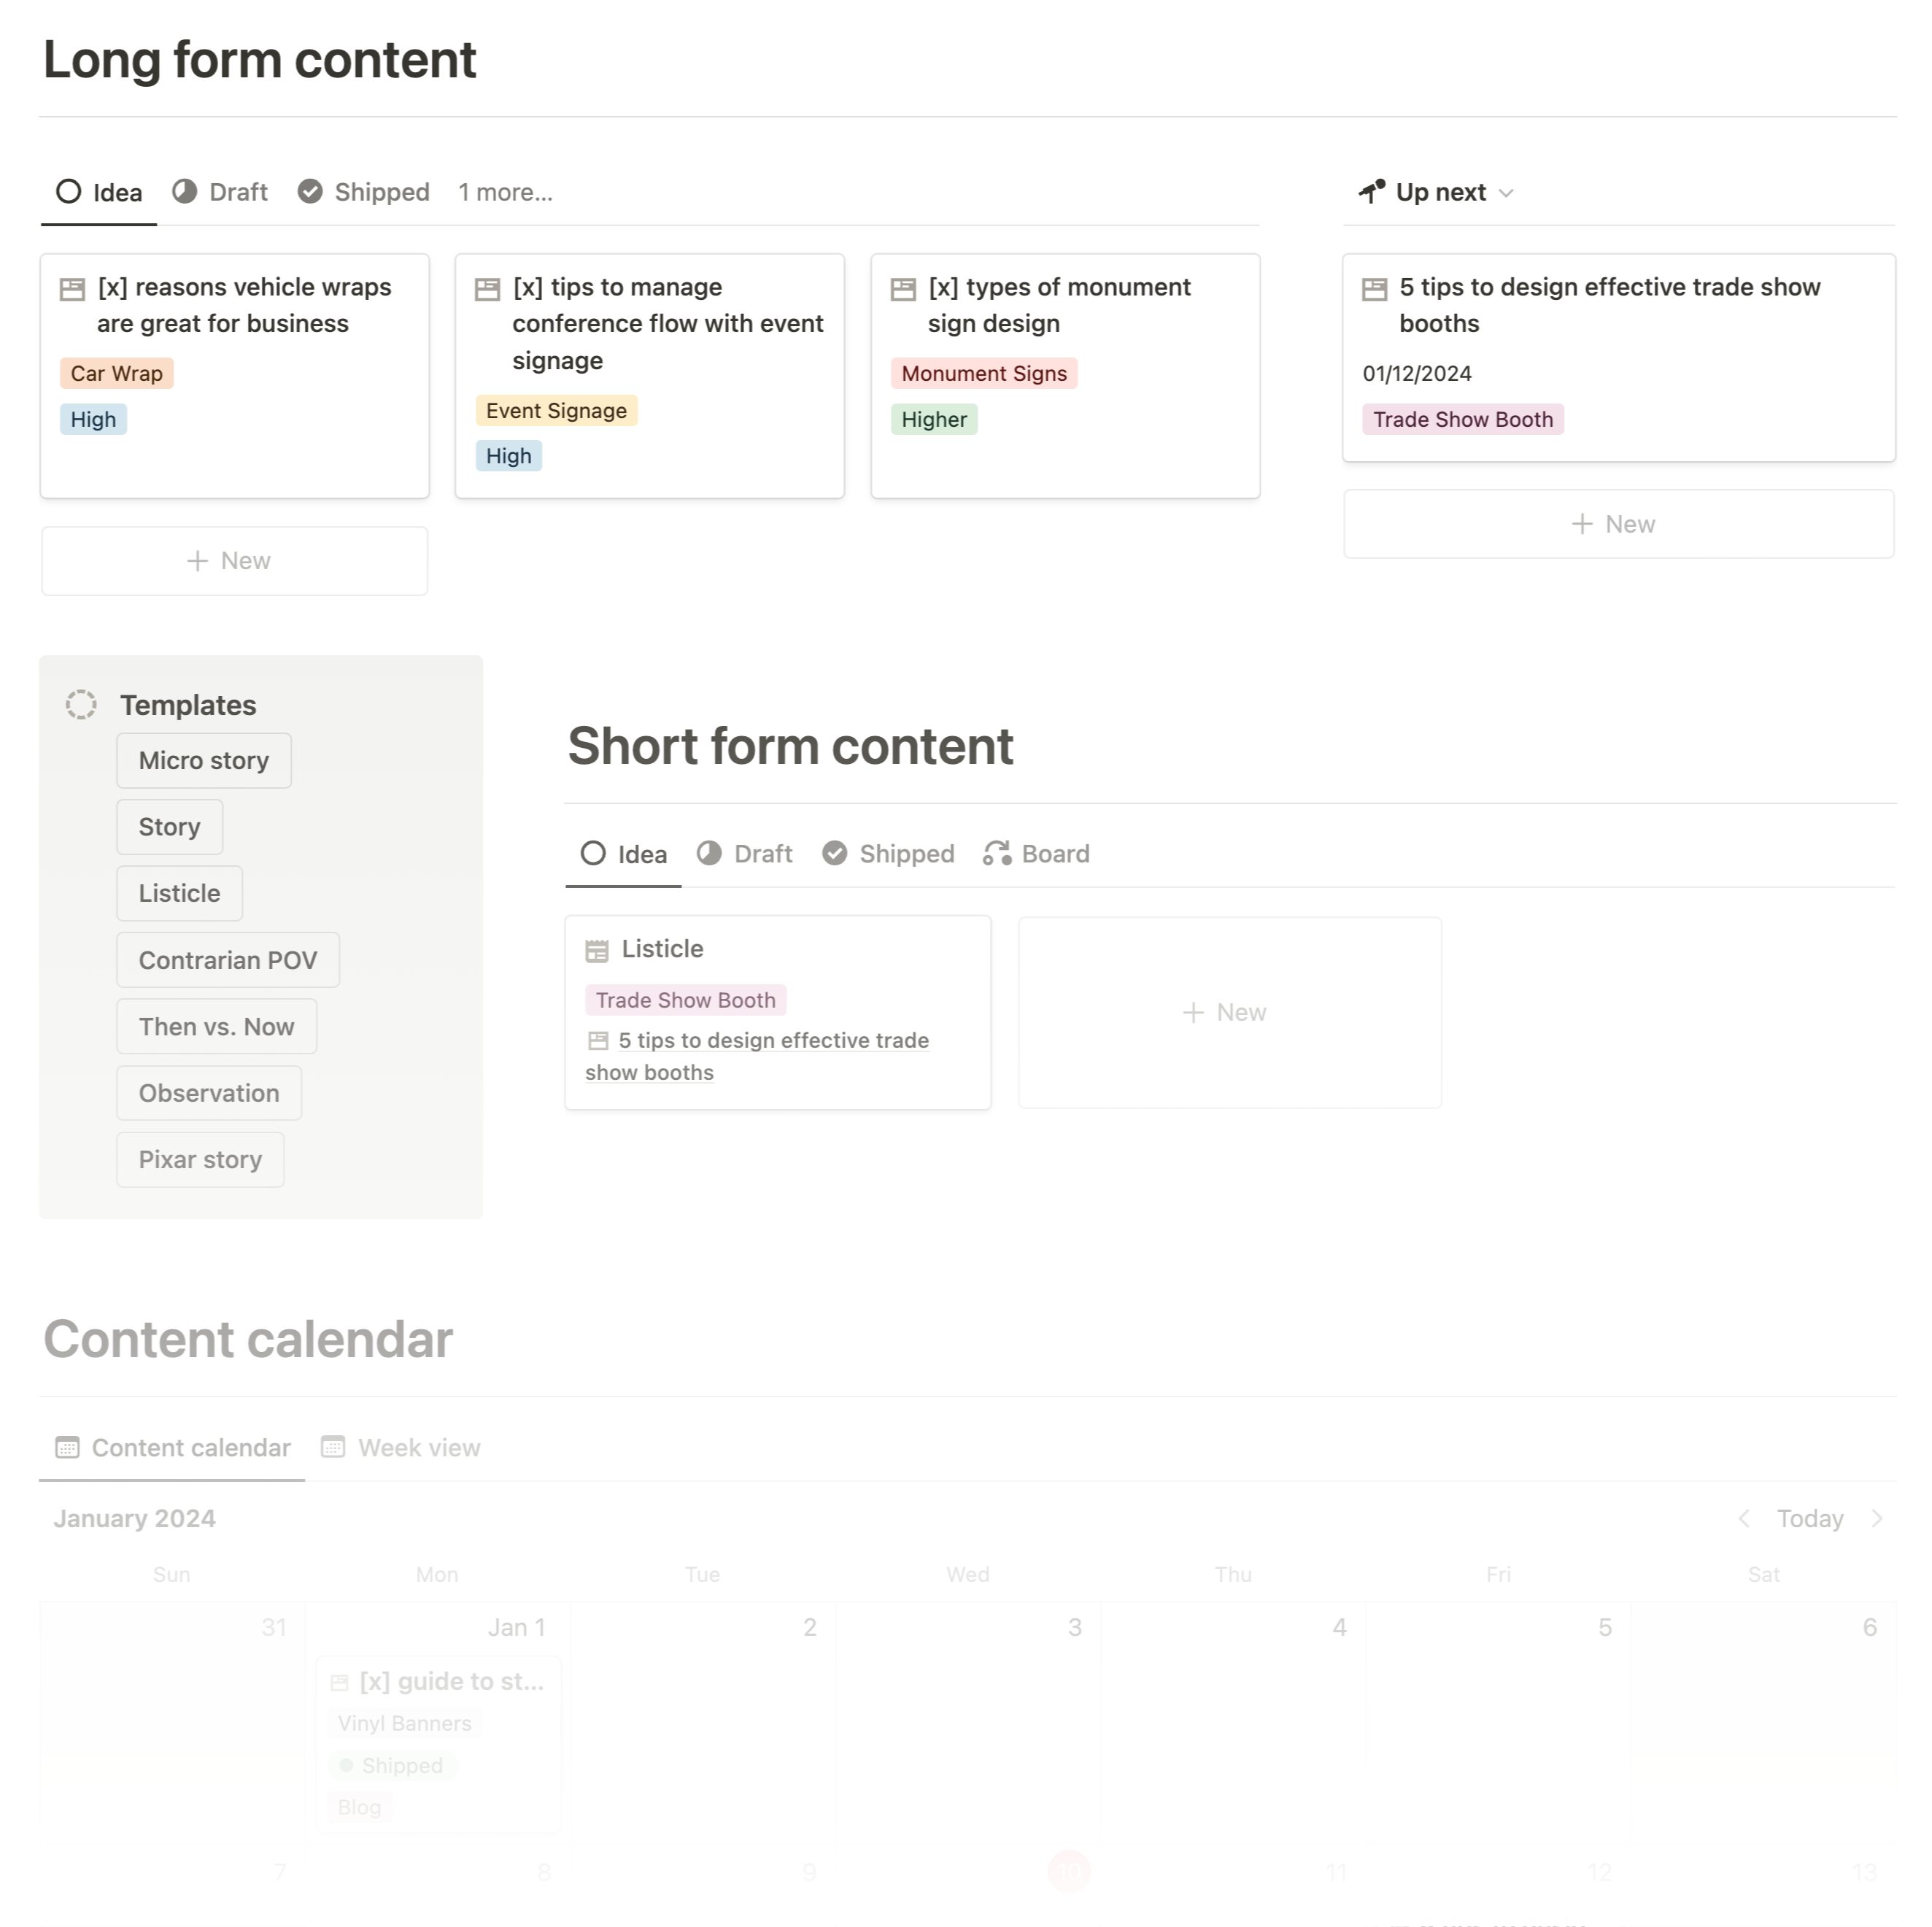 Long form content
Idea
Draft
Shipped
1 more...
[x] reasons vehicle wraps
are great for business
Car Wrap
High
[x] tips to manage
conference flow with event
signage
Event Signage
High
[x] types of monument
sign design
Monument Signs
Higher
New
Up next
5 tips to design effective trade show
booths
01/12/2024
Trade Show Booth
New
Templates
Micro story
Story
Listicle
Contrarian POV
Then vs. Now
Observation
Pixar story
Short form content
Idea
Draft
Shipped
Board
Listicle
Trade Show Booth
5 tips to design effective trade
show booths
New
Content calendar
Content calendar
Week view
January 2024
Today
Sun Mon Tue Wed Thu Fri Sat
31 Jan 1 2 3 4 5 6
[x] guide to st...
Vinyl Banners
Shipped
Blog
7 8 9 10 11 12 13